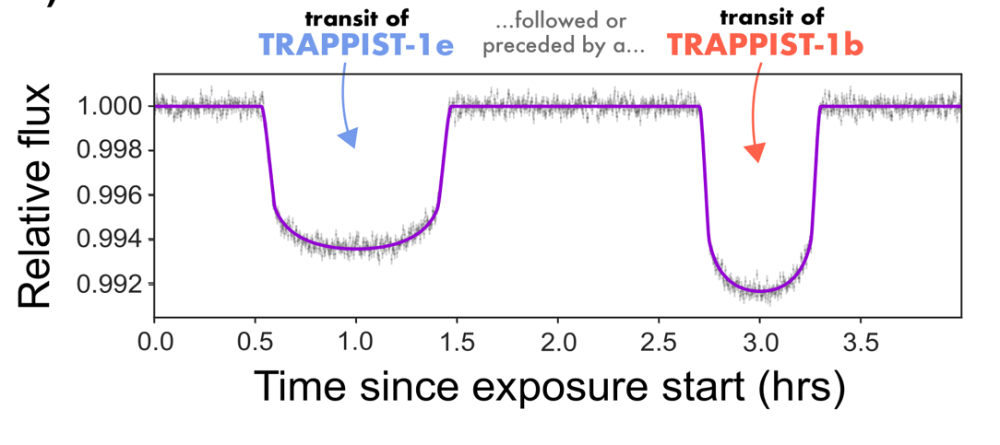 transit of
TRAPPIST-1e
...followed or
preceded by a...
transit of
TRAPPIST-1b
Relative flux
1.000
0.998
0.996
0.994
0.992
0.0 0.5 1.0 1.5 2.0 2.5 3.0 3.5
Time since exposure start (hrs)